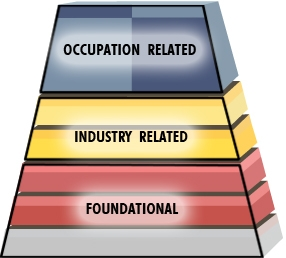 OCCUPATION RELATED
INDUSTRY RELATED
FOUNDATIONAL